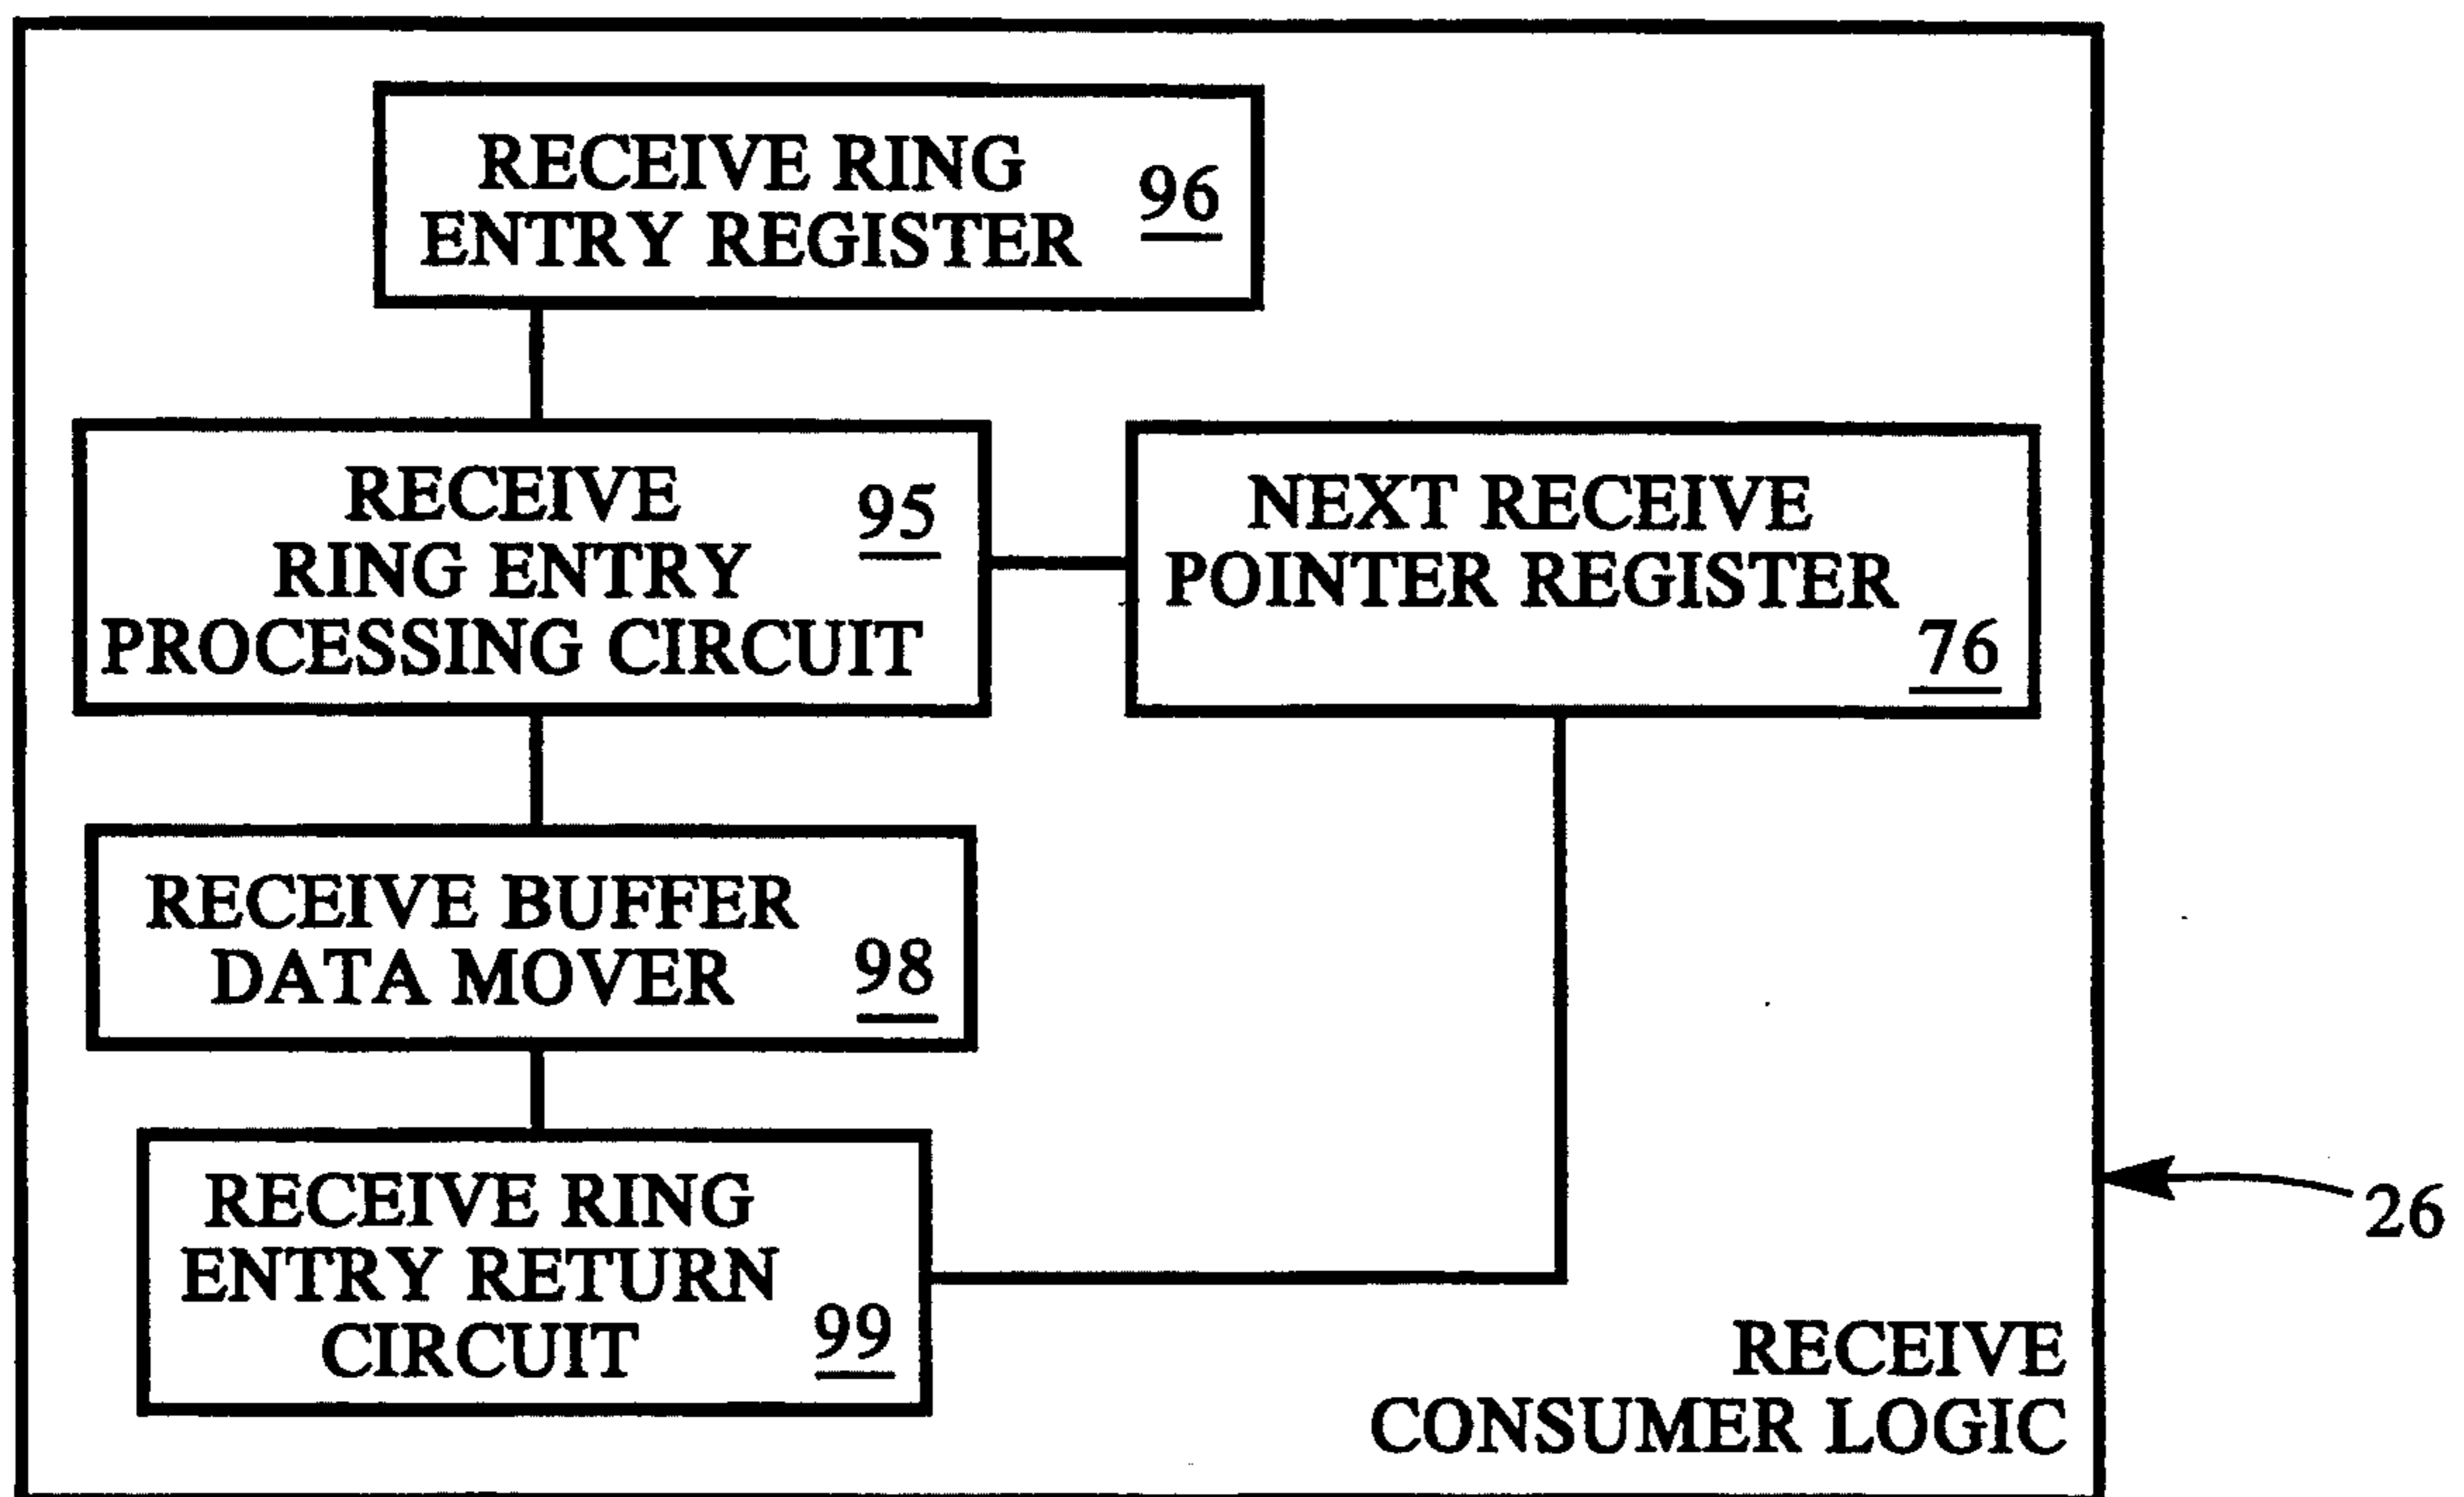 RECEIVE RING
ENTRY REGISTER
96
RECEIVE
RING ENTRY
PROCESSING CIRCUIT
95
NEXT RECEIVE
POINTER REGISTER
76
RECEIVE BUFFER
DATA MOVER
98
RECEIVE RING
ENTRY RETURN
CIRCUIT
99
RECEIVE
CONSUMER LOGIC
26